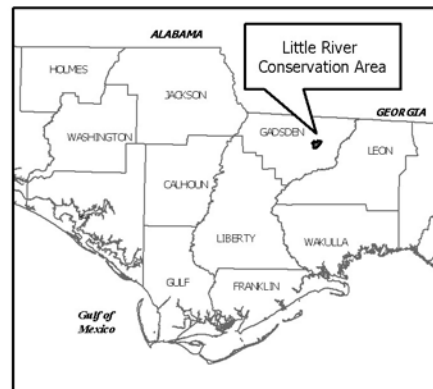 ALABAMA
Little River
Conservation Area
HOLMES
JACKSON
GEORGIA
WASHINGTON
GADSDEN
LEON
CALHOUN
LIBERTY
WAKULLA
GULF
FRANKLIN
Gulf of
Mexico